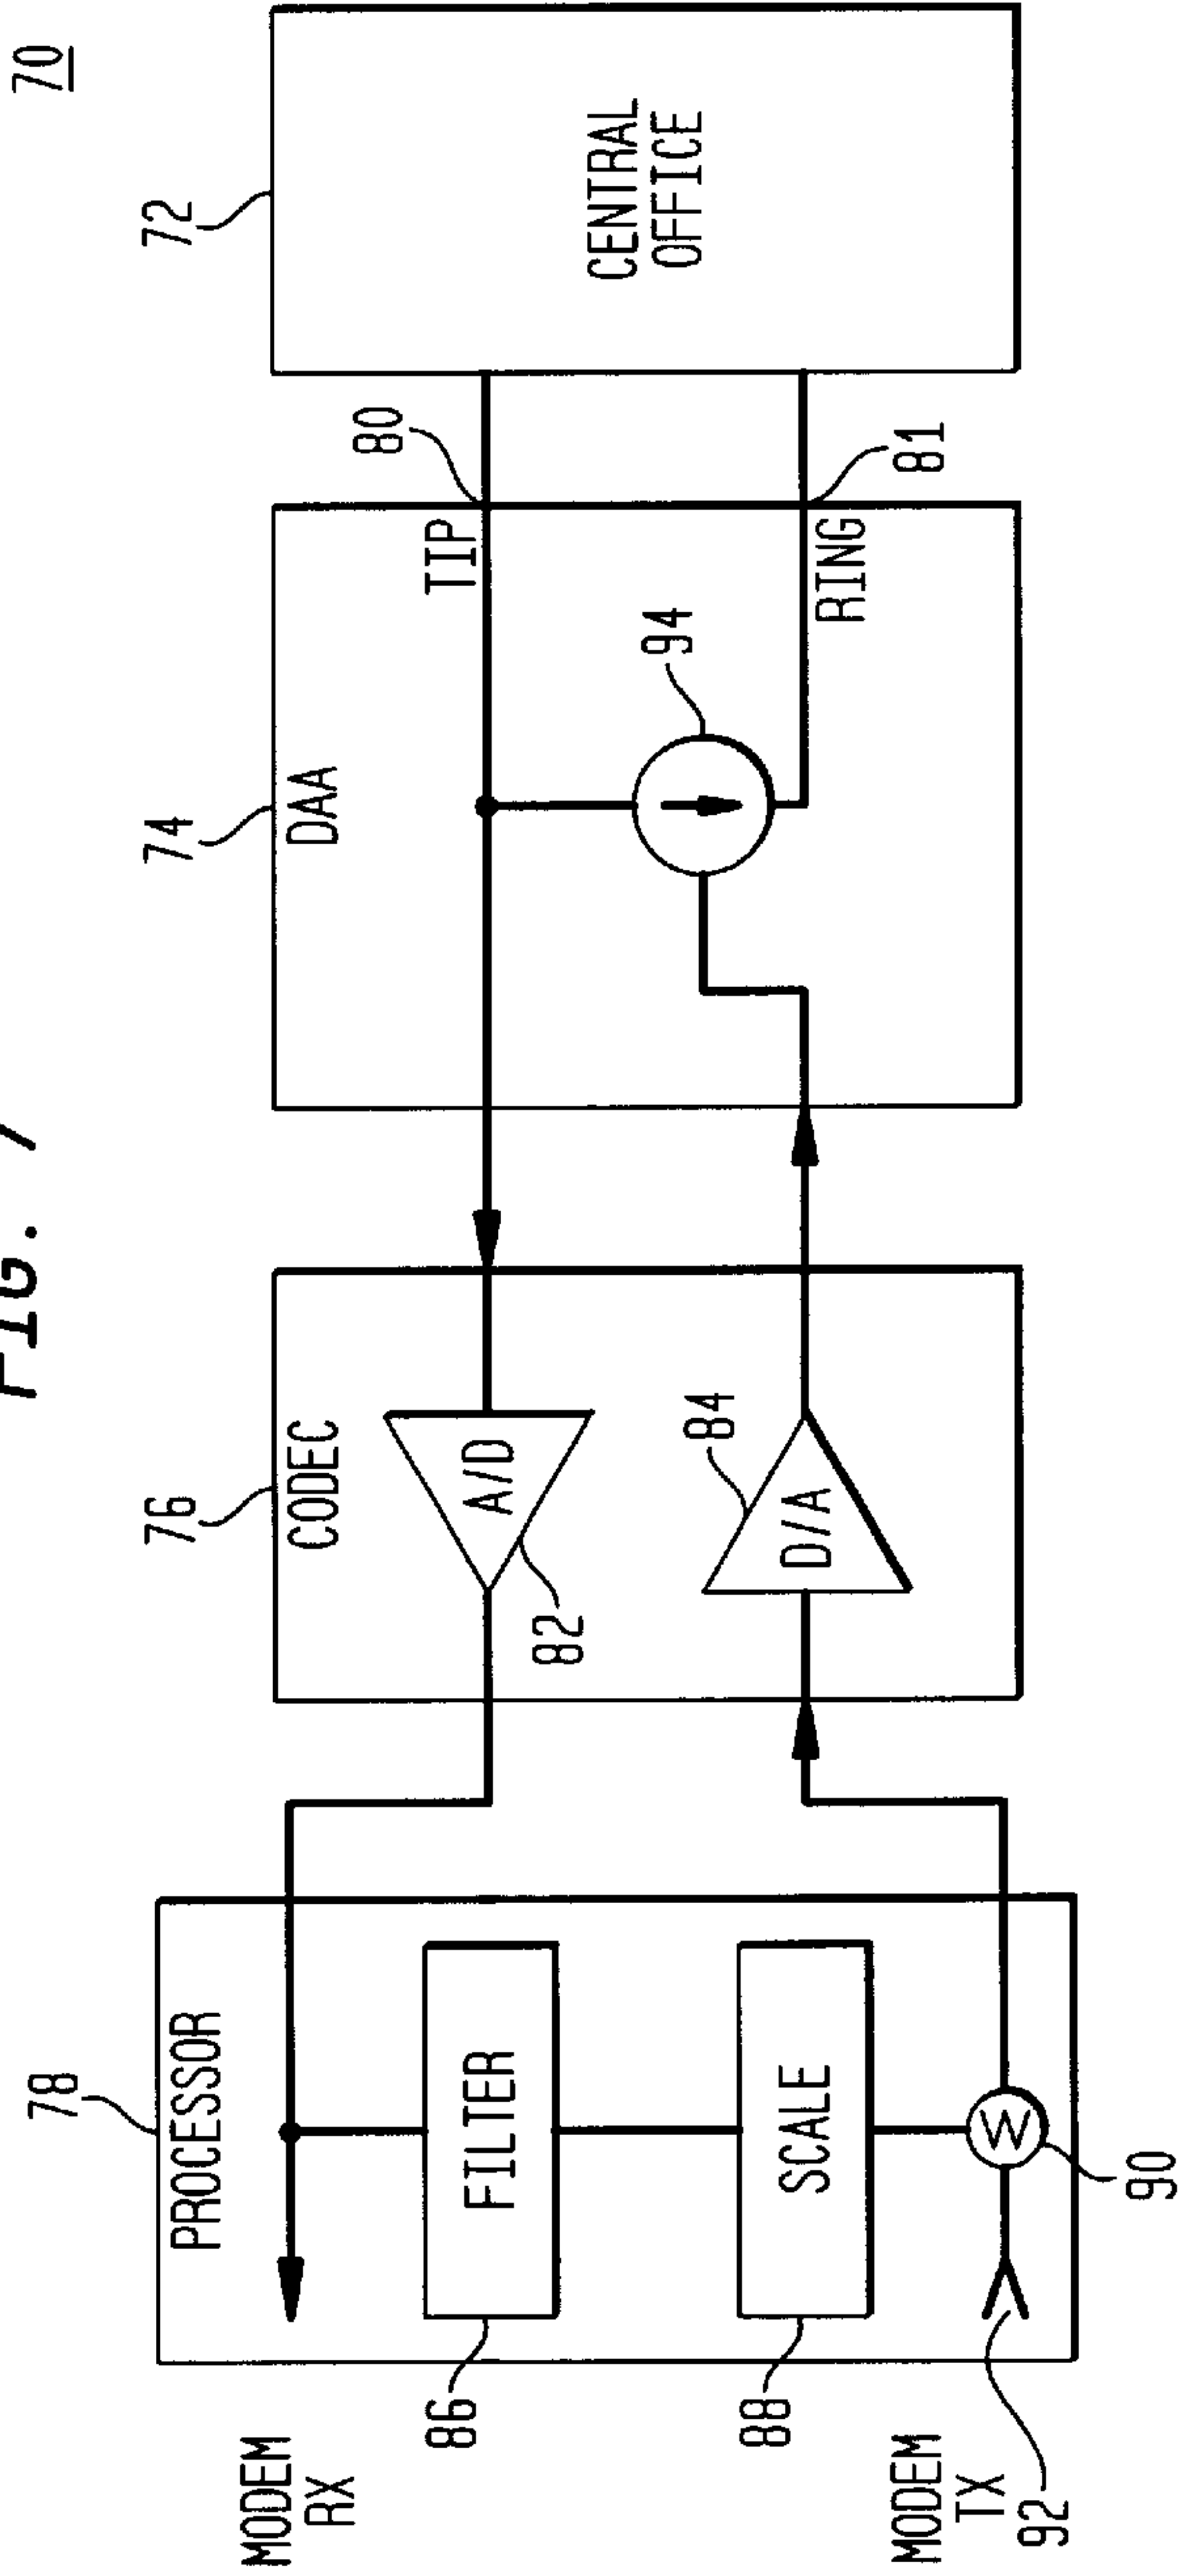 FIG. 7
70
78
PROCESSOR
MODEM
RX
FILTER
86
SCALE
88
MODEM
TX
92
W
90
76
CODEC
A/D
82
D/A
84
74
DAA
TIP
80
94
RING
81
72
CENTRAL
OFFICE